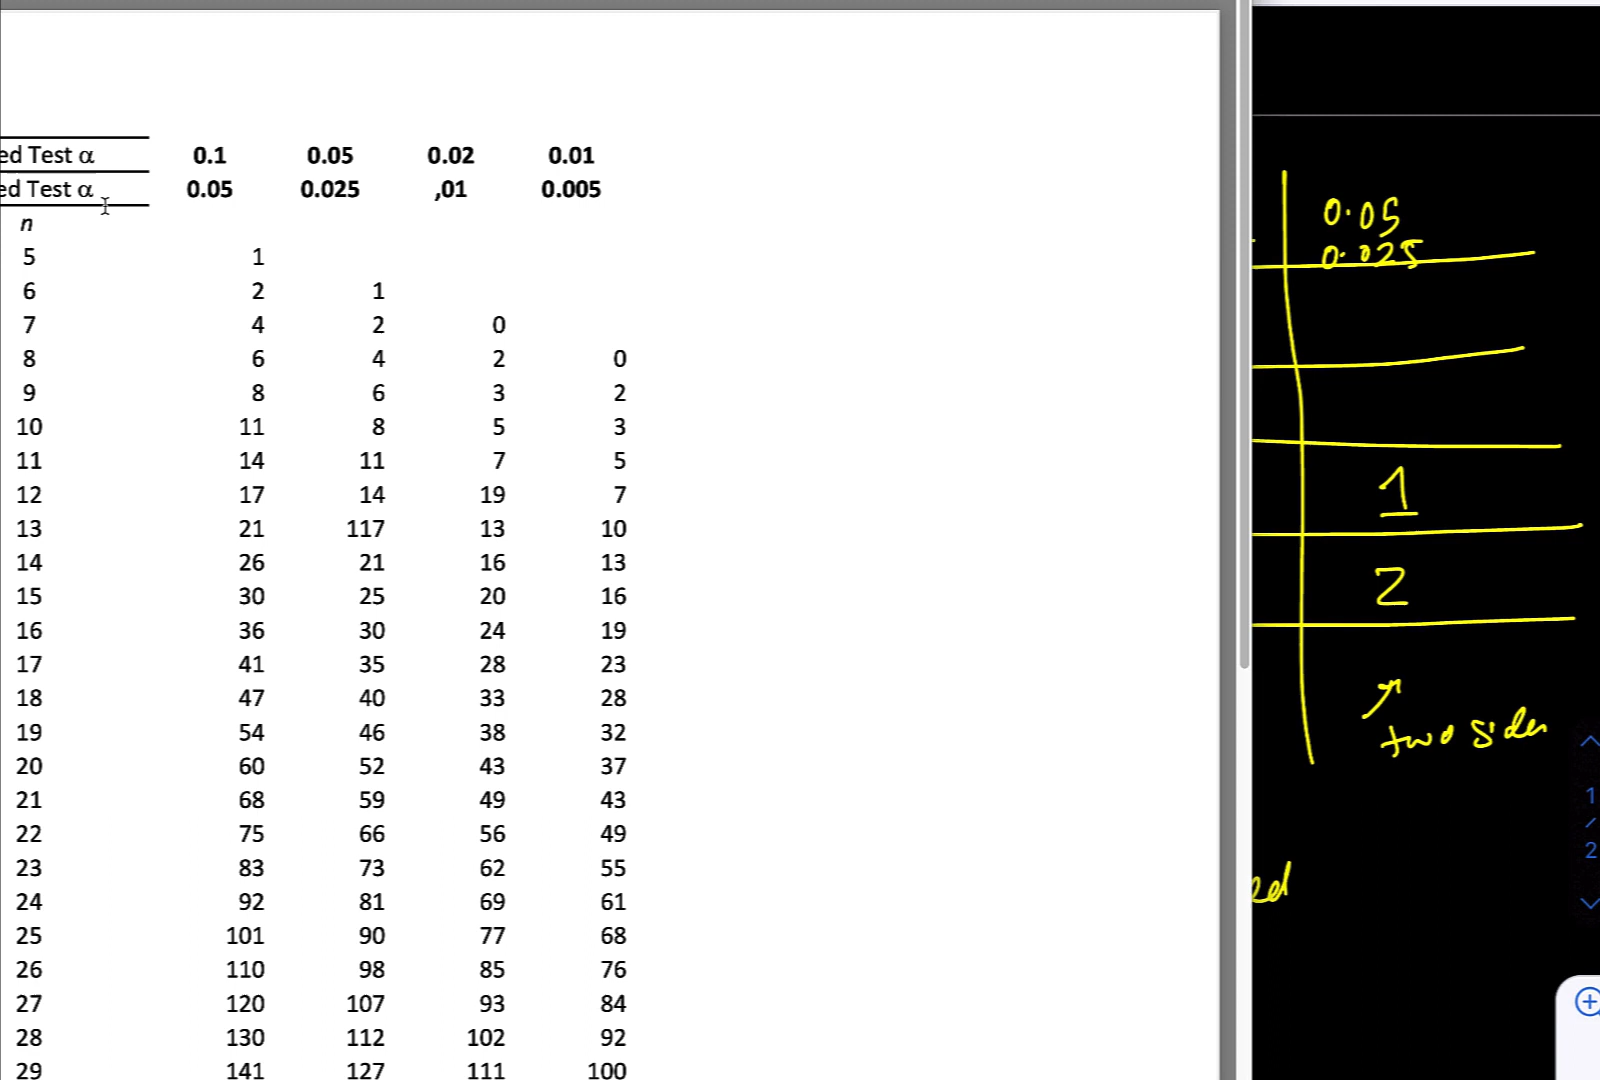 ed Test α 0.1 0.05 0.02 0.01
ed Test α 0.05 0.025 ,01 0.005
n
5 1
6 2 1
7 4 2 0
8 6 4 2 0
9 8 6 3 2
10 11 8 5 3
11 14 11 7 5
12 17 14 19 7
13 21 117 13 10
14 26 21 16 13
15 30 25 20 16
16 36 30 24 19
17 41 35 28 23
18 47 40 33 28
19 54 46 38 32
20 60 52 43 37
21 68 59 49 43
22 75 66 56 49
23 83 73 62 55
24 92 81 69 61
25 101 90 77 68
26 110 98 85 76
27 120 107 93 84
28 130 112 102 92
29 141 127 111 100
0.05
0.025
1
2
two
ed
1
/
2